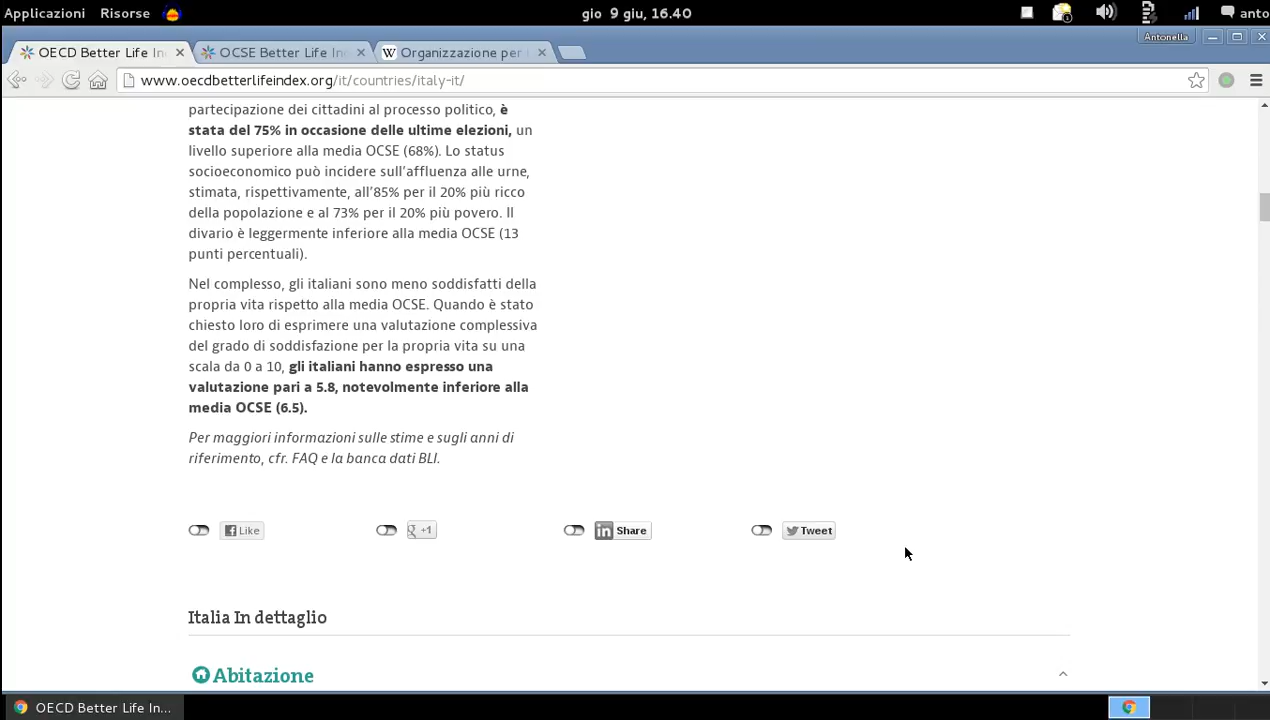 Applicazioni Risorse gio 9 giu, 16.40 1 anto
Antonella
OECD Better Life In OCSE Better Life Ind Organizzazione per
www.oecdbetterlifeindex.org/it/countries/italy-it/
partecipazione dei cittadini al processo politico, è
stata del 75% in occasione delle ultime elezioni, un
livello superiore alla media OCSE (68%). Lo status
socioeconomico può incidere sull'affluenza alle urne,
stimata, rispettivamente, all'85% per il 20% più ricco
della popolazione e al 73% per il 20% più povero. Il
divario è leggermente inferiore alla media OCSE (13
punti percentuali).
Nel complesso, gli italiani sono meno soddisfatti della
propria vita rispetto alla media OCSE. Quando è stato
chiesto loro di esprimere una valutazione complessiva
del grado di soddisfazione per la propria vita su una
scala da 0 a 10, gli italiani hanno espresso una
valutazione pari a 5.8, notevolmente inferiore alla
media OCSE (6.5).
Per maggiori informazioni sulle stime e sugli anni di
riferimento, cfr. FAQ e la banca dati BLI.
Like g +1 in Share Tweet
Italia In dettaglio
Abitazione
OECD Better Life In...